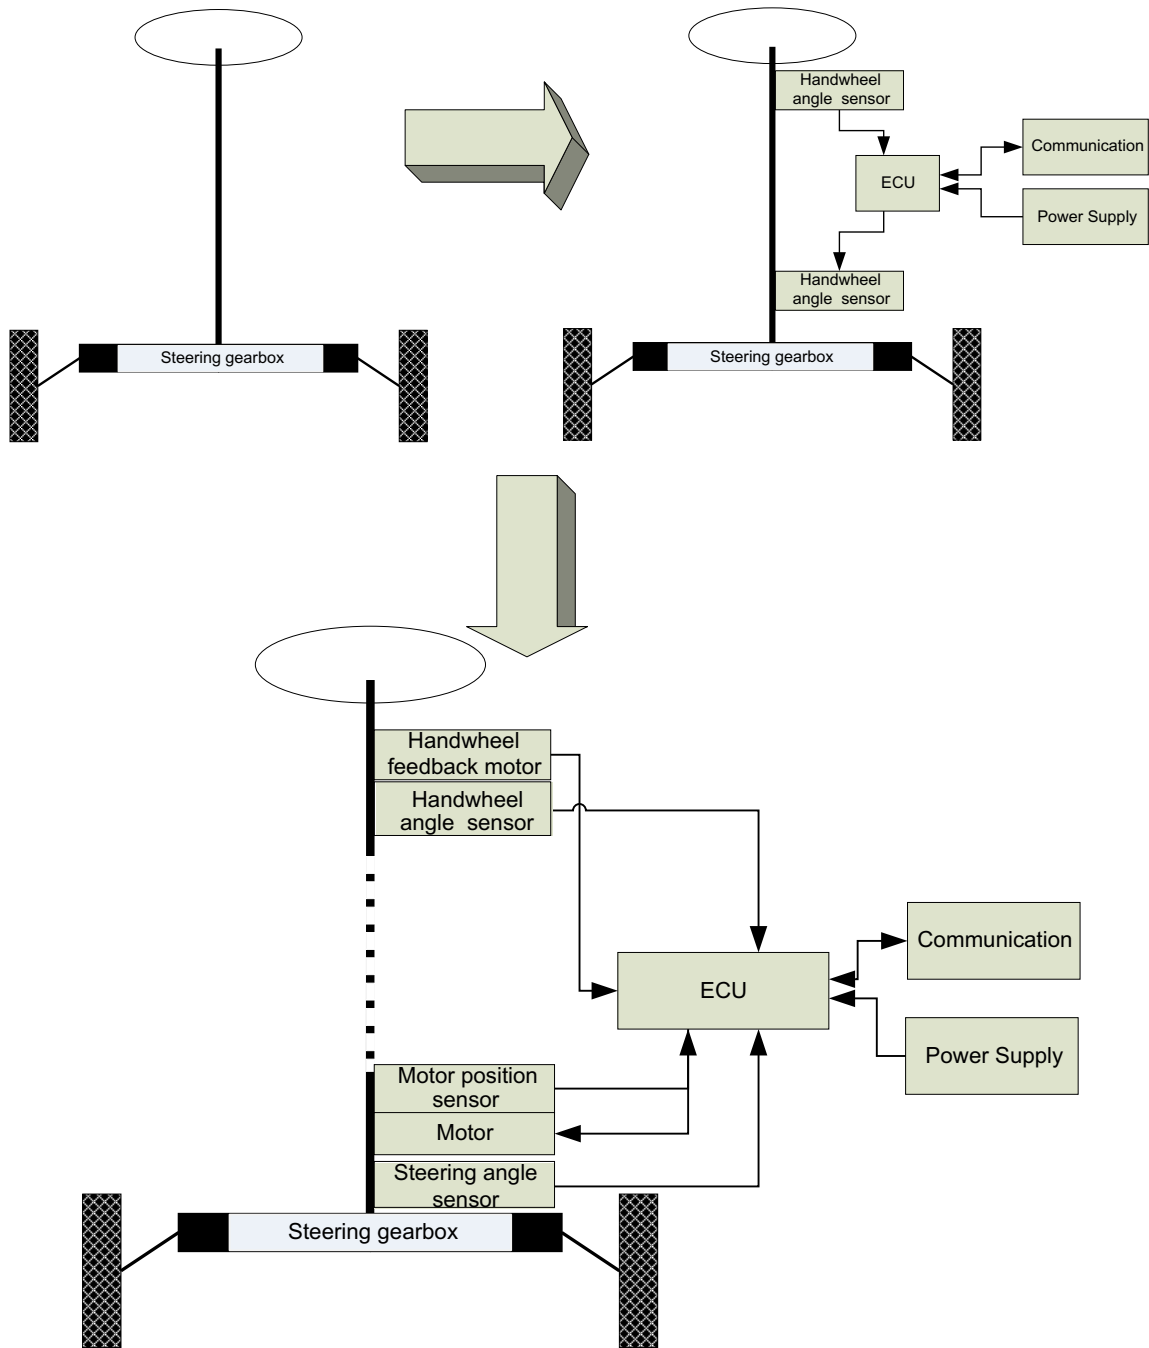 Steering gearbox
Handwheel
angle sensor
ECU
Communication
Power Supply
Handwheel
angle sensor
Steering gearbox
Handwheel
feedback motor
Handwheel
angle sensor
ECU
Communication
Power Supply
Motor position
sensor
Motor
Steering angle
sensor
Steering gearbox